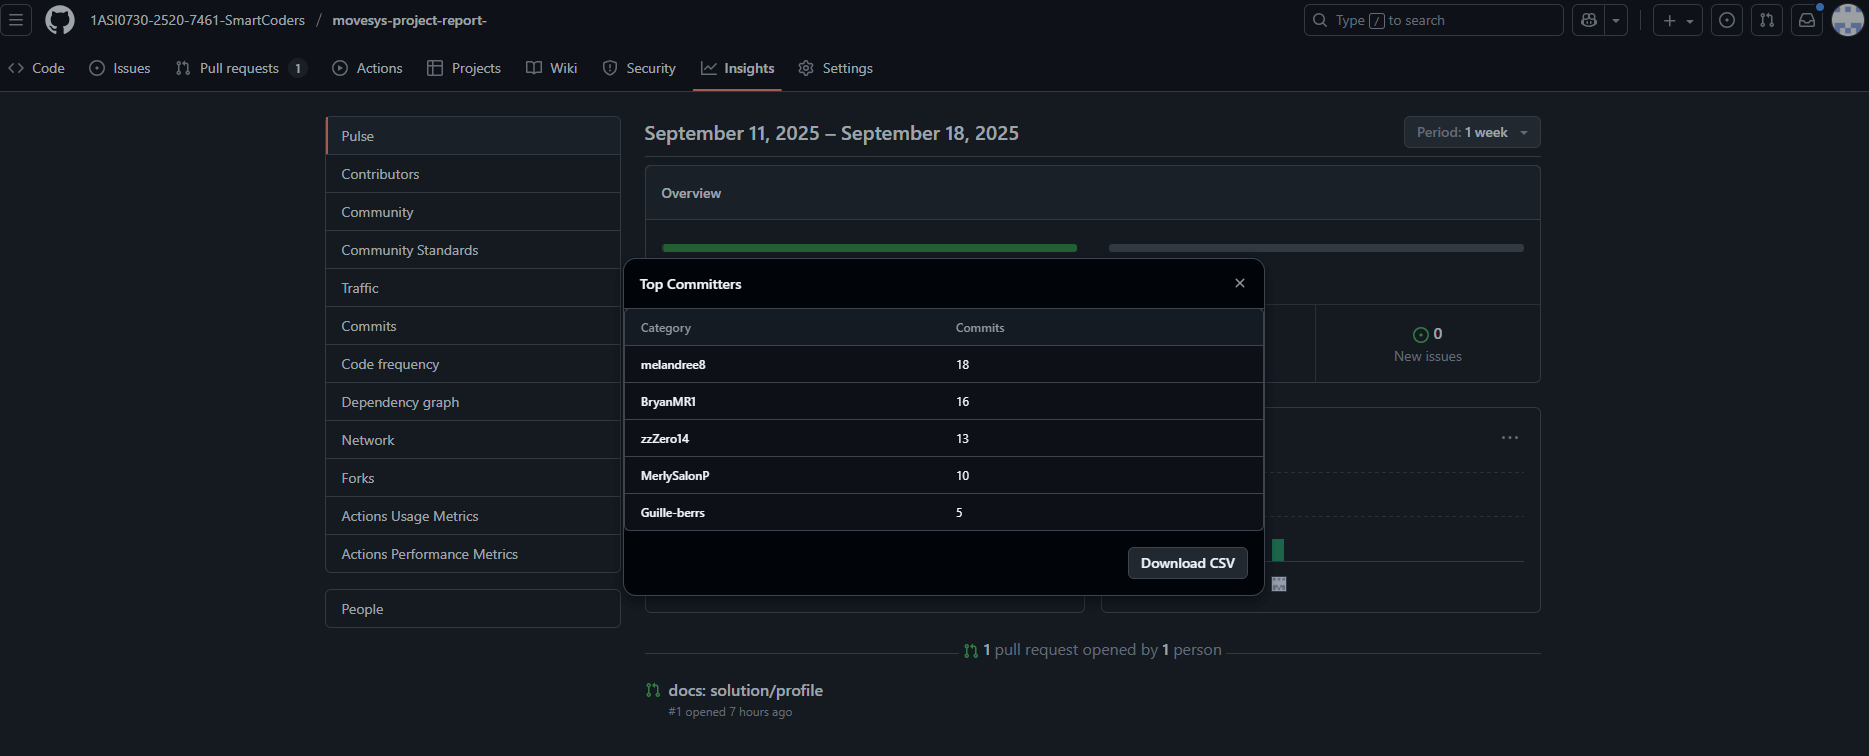 1ASI0730-2520-7461-SmartCoders / movesys-project-report-
Type / to search
Code
Issues
Pull requests 1
Actions
Projects
Wiki
Security
Insights
Settings
Pulse
Contributors
Community
Community Standards
Traffic
Commits
Code frequency
Dependency graph
Network
Forks
Actions Usage Metrics
Actions Performance Metrics
People
September 11, 2025 – September 18, 2025
Period: 1 week
Overview
0
New issues
Top Committers
Category Commits
melandree8 18
BryanMR1 16
zzZero14 13
MerlySalonP 10
Guille-berrs 5
Download CSV
1 pull request opened by 1 person
docs: solution/profile
#1 opened 7 hours ago